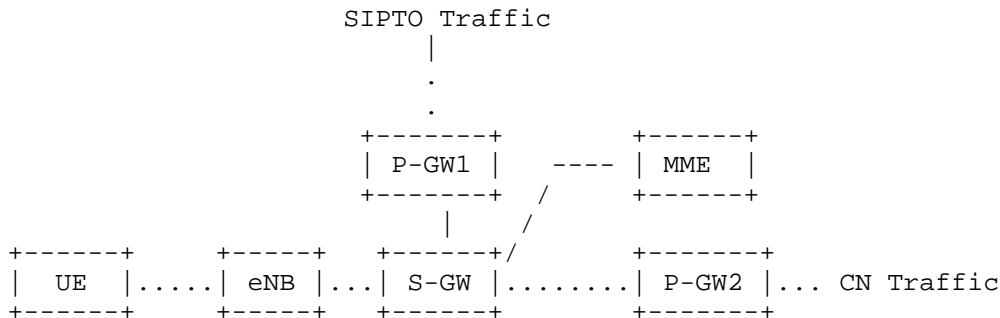 SIPTO Traffic
|
.
.
+-------+ +------+
| P-GW1 | ---- | MME |
+-------+ / +------+
| /
+------+ +-----+ +------+/ +-------+
| UE |.....| eNB |...| S-GW |........| P-GW2 |... CN Traffic
+------+ +-----+ +------+ +-------+